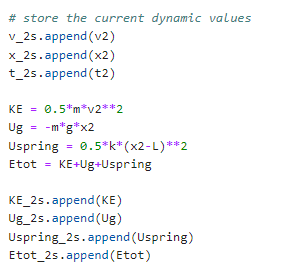 # store the current dynamic values
v_2s.append(v2)
x_2s.append(x2)
t_2s.append(t2)
KE = 0.5*m*v2**2
Ug = -m*g*x2
Uspring = 0.5*k*(x2-L)**2
Etot = KE+Ug+Uspring
KE_2s.append(KE)
Ug_2s.append(Ug)
Uspring_2s.append(Uspring)
Etot_2s.append(Etot)